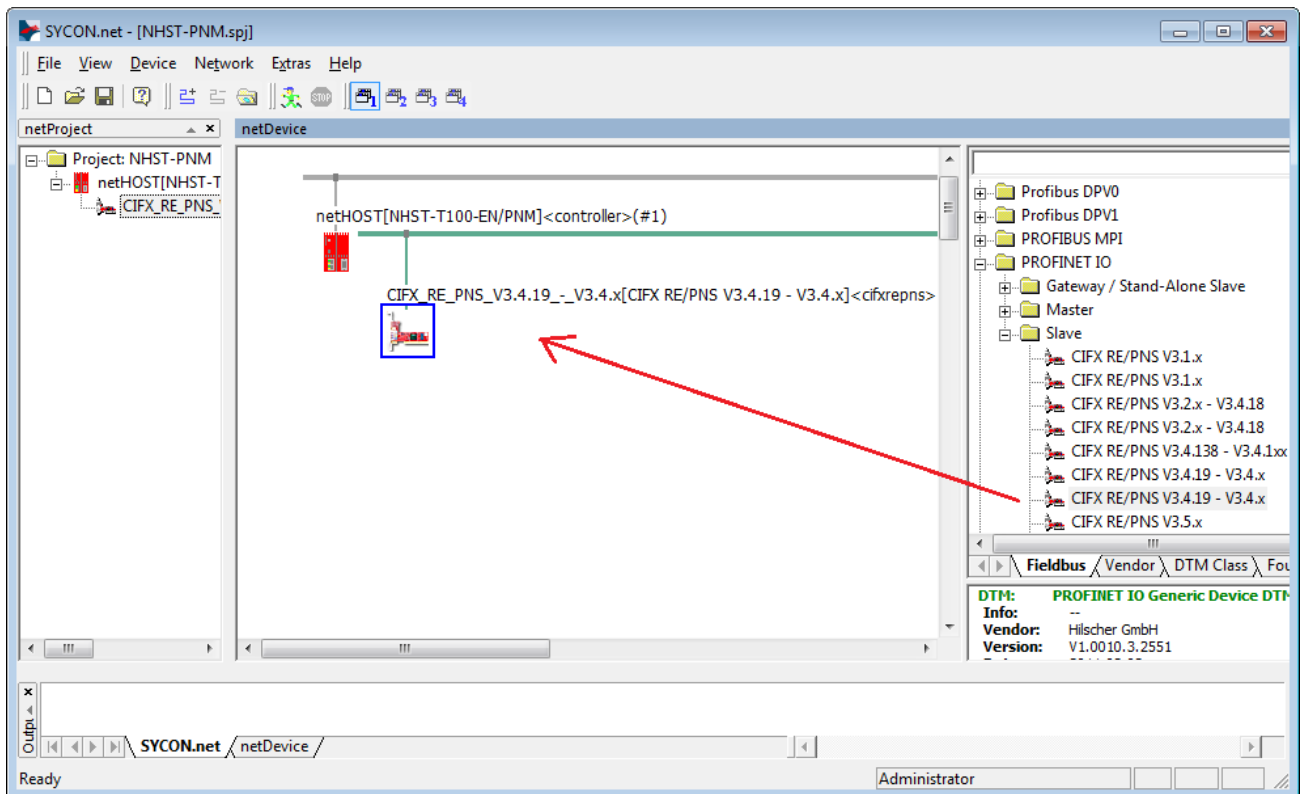 SYCON.net - [NHST-PNM.spj]
File View Device Network Extras Help
STOP 1 2 3 4
netProject
netDevice
Project: NHST-PNM
netHOST[NHST-T
CIFX_RE_PNS_
netHOST[NHST-T100-EN/PNM]<controller>(#1)
CIFX_RE_PNS_V3.4.19_-_V3.4.x[CIFX RE/PNS V3.4.19 - V3.4.x]<cifxrepns>
Profibus DPV0
Profibus DPV1
PROFIBUS MPI
PROFINET IO
Gateway / Stand-Alone Slave
Master
Slave
CIFX RE/PNS V3.1.x
CIFX RE/PNS V3.1.x
CIFX RE/PNS V3.2.x - V3.4.18
CIFX RE/PNS V3.2.x - V3.4.18
CIFX RE/PNS V3.4.138 - V3.4.1xx
CIFX RE/PNS V3.4.19 - V3.4.x
CIFX RE/PNS V3.4.19 - V3.4.x
CIFX RE/PNS V3.5.x
Fieldbus Vendor DTM Class Fou
DTM: PROFINET IO Generic Device DTM
Info: --
Vendor: Hilscher GmbH
Version: V1.0010.3.2551
Outpu
SYCON.net netDevice
Ready
Administrator